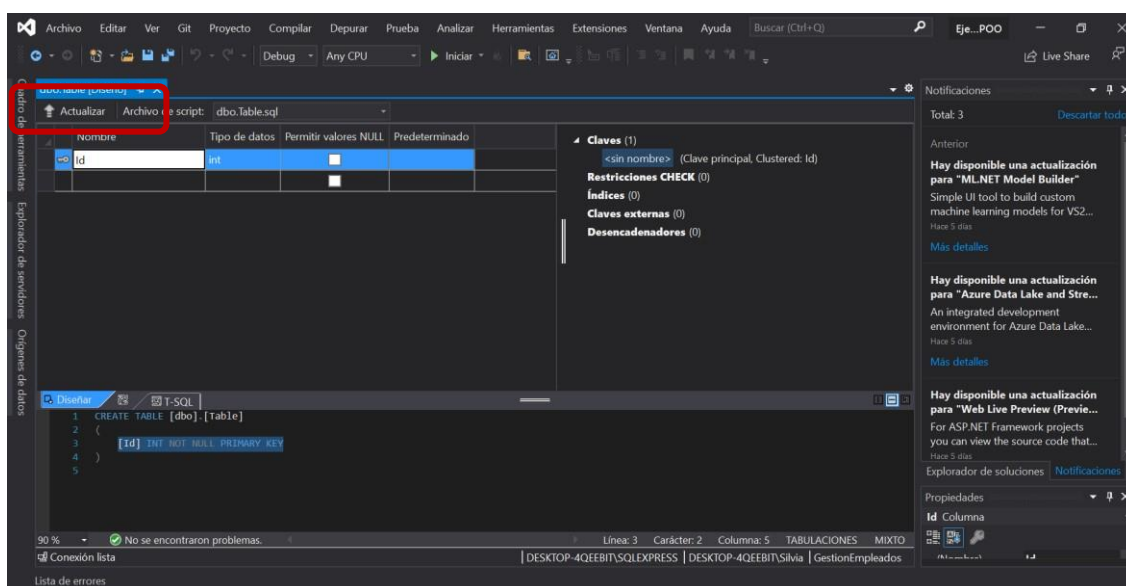 Archivo Editar Ver Git Proyecto Compilar Depurar Prueba Analizar Herramientas Extensiones Ventana Ayuda Buscar (Ctrl+Q) Eje...POO
Debug Any CPU Iniciar Live Share
dbo.Table [Diseño]
Actualizar Archivo de script: dbo.Table.sql
Nombre Tipo de datos Permitir valores NULL Predeterminado
Id int
Claves (1)
<sin nombre> (Clave principal, Clustered: Id)
Restricciones CHECK (0)
Índices (0)
Claves externas (0)
Desencadenadores (0)
Cuadro de herramientas
Explorador de servidores
Orígenes de datos
Notificaciones
Total: 3 Descartar todo
Anterior
Hay disponible una actualización
para "ML.NET Model Builder"
Simple UI tool to build custom
machine learning models for VS2...
Hace 5 días
Más detalles
Hay disponible una actualización
para "Azure Data Lake and Stre...
An integrated development
environment for Azure Data Lake...
Hace 5 días
Más detalles
Hay disponible una actualización
para "Web Live Preview (Previe...
For ASP.NET Framework projects
you can view the source code that...
Hace 5 días
Explorador de soluciones Notificaciones
Diseñar T-SQL
1 CREATE TABLE [dbo].[Table]
2 (
3 [Id] INT NOT NULL PRIMARY KEY
4 )
5
Propiedades
Id Columna
(Nombre) Id
90 % No se encontraron problemas. Línea: 3 Carácter: 2 Columna: 5 TABULACIONES MIXTO
Conexión lista DESKTOP-4QEEBIT\SQLEXPRESS DESKTOP-4QEEBIT\Silvia GestionEmpleados
Lista de errores